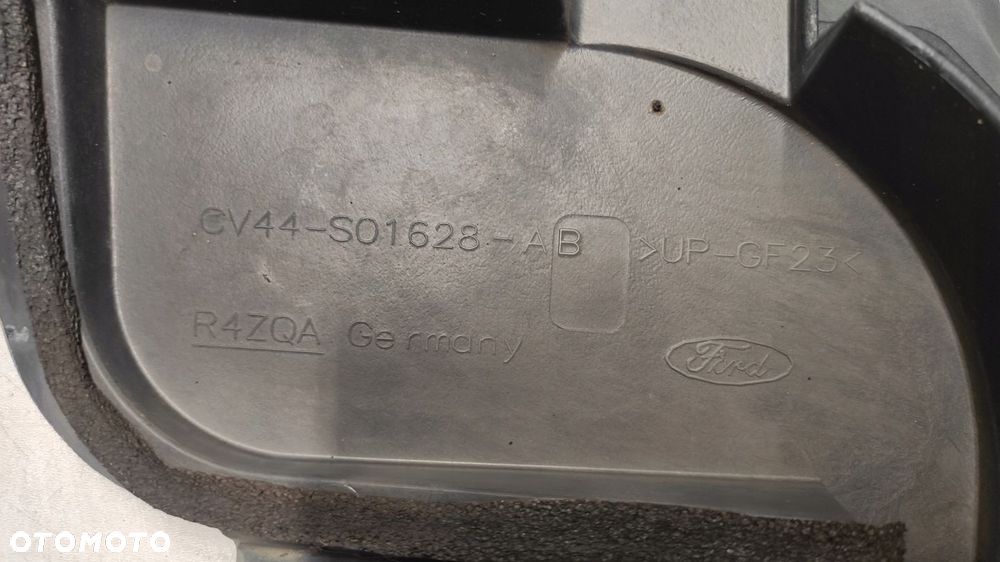 CV44-S01628-AB >UP-GF23<
R4ZQA Germany
Ford
OTOMOTO